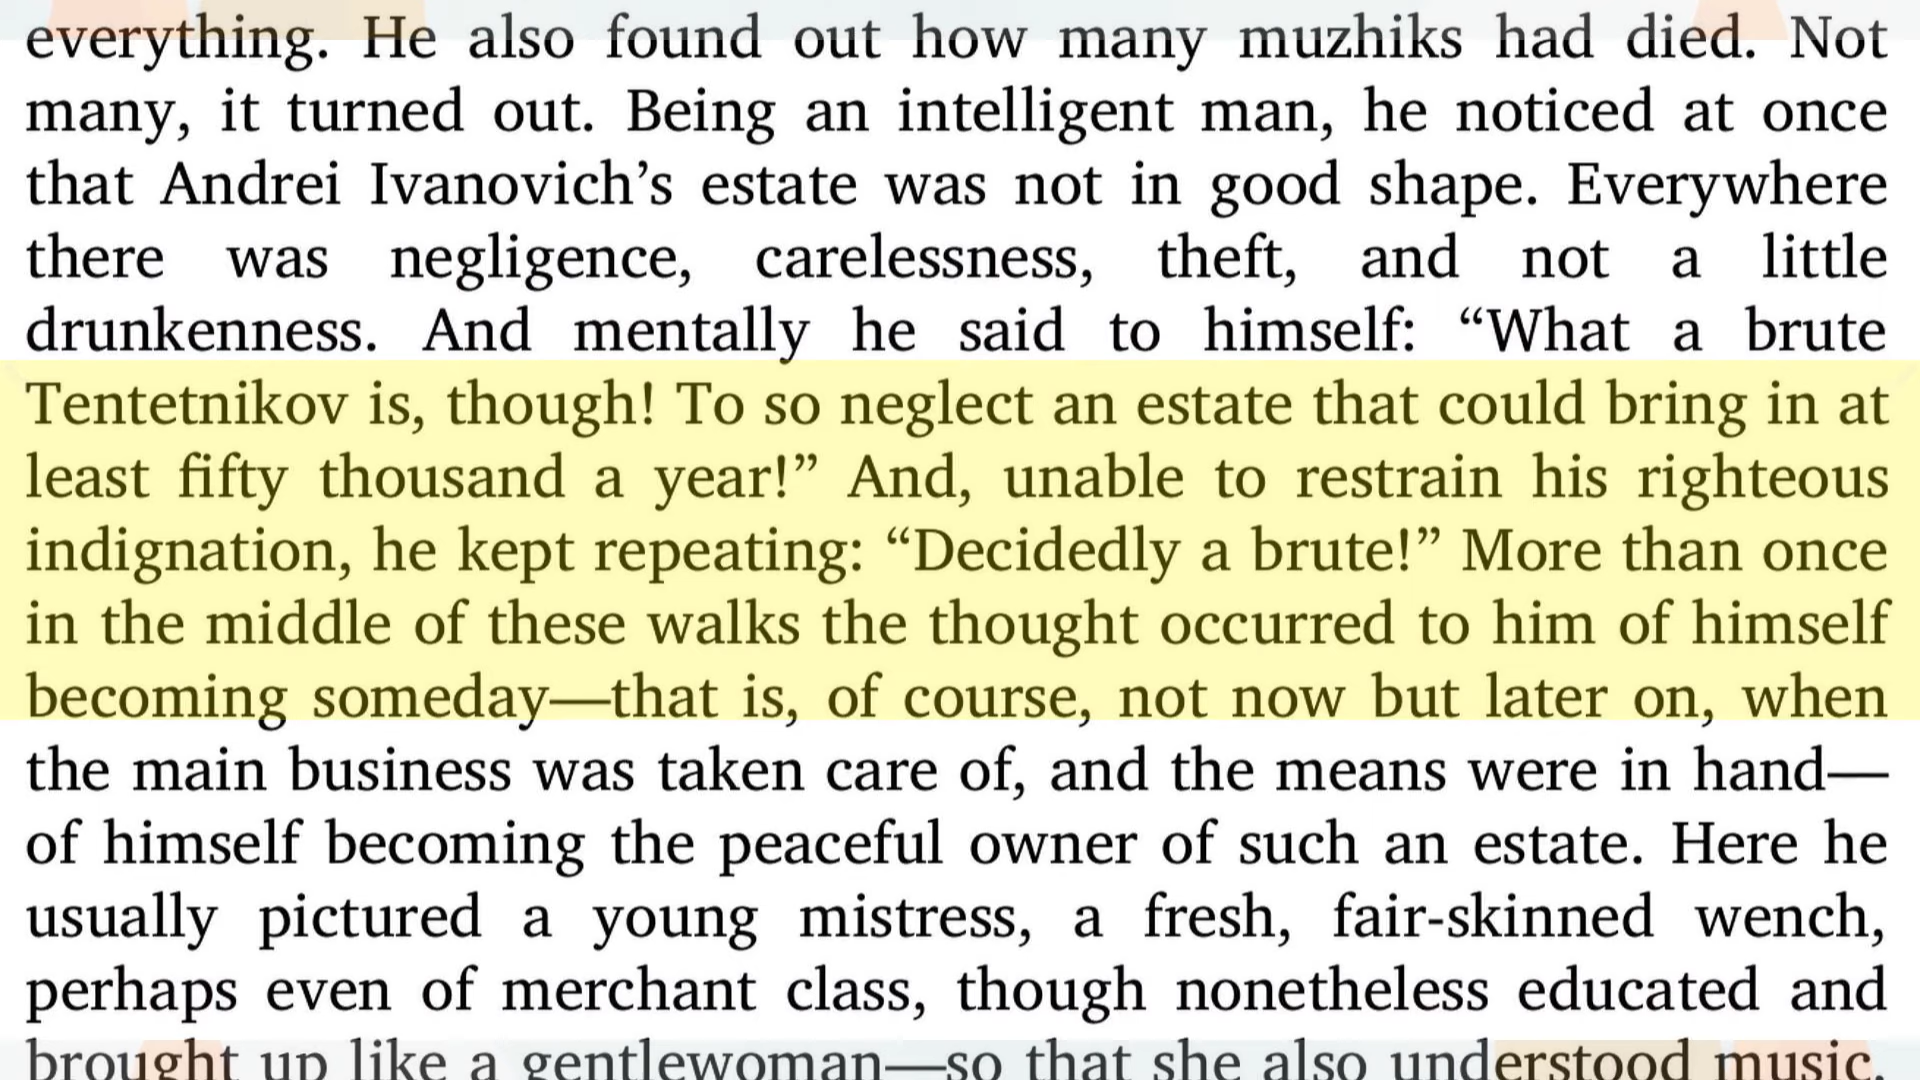 everything. He also found out how many muzhiks had died. Not
many, it turned out. Being an intelligent man, he noticed at once
that Andrei Ivanovich’s estate was not in good shape. Everywhere
there was negligence, carelessness, theft, and not a little
drunkenness. And mentally he said to himself: “What a brute
Tentetnikov is, though! To so neglect an estate that could bring in at
least fifty thousand a year!” And, unable to restrain his righteous
indignation, he kept repeating: “Decidedly a brute!” More than once
in the middle of these walks the thought occurred to him of himself
becoming someday—that is, of course, not now but later on, when
the main business was taken care of, and the means were in hand—
of himself becoming the peaceful owner of such an estate. Here he
usually pictured a young mistress, a fresh, fair-skinned wench,
perhaps even of merchant class, though nonetheless educated and
brought up like a gentlewoman—so that she also understood music,